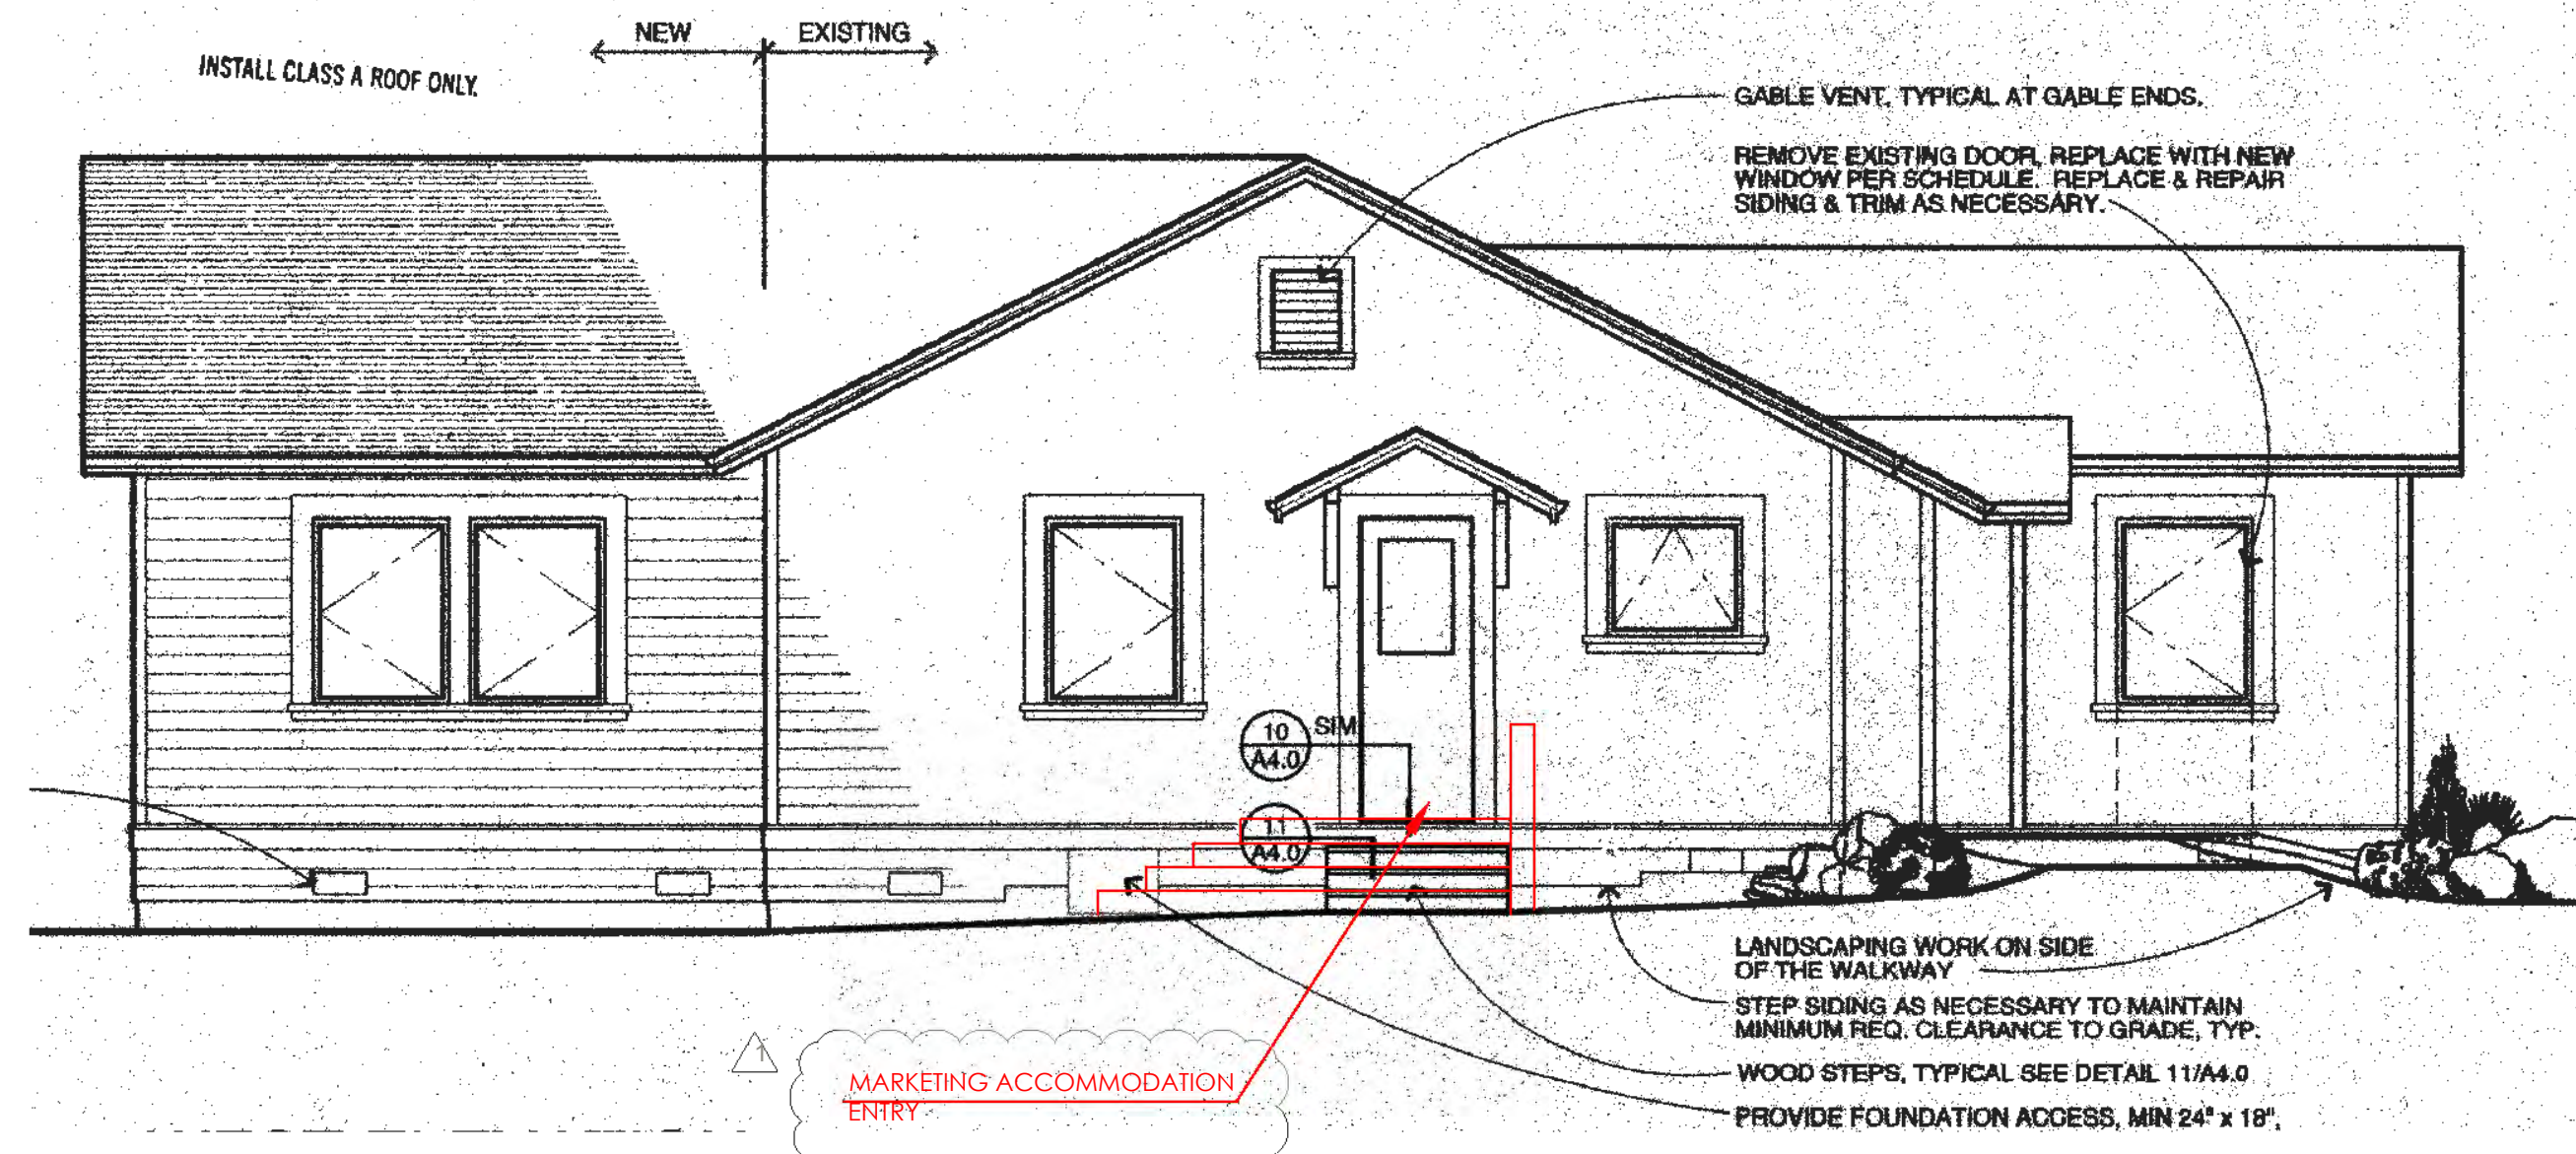 NEW
EXISTING
INSTALL CLASS A ROOF ONLY.
GABLE VENT, TYPICAL AT GABLE ENDS.
REMOVE EXISTING DOOR, REPLACE WITH NEW
WINDOW PER SCHEDULE. REPLACE & REPAIR
SIDING & TRIM AS NECESSARY.
10
A4.0
SIM
11
A4.0
LANDSCAPING WORK ON SIDE
OF THE WALKWAY
STEP SIDING AS NECESSARY TO MAINTAIN
MINIMUM REQ. CLEARANCE TO GRADE, TYP.
WOOD STEPS, TYPICAL SEE DETAIL 11/A4.0
PROVIDE FOUNDATION ACCESS, MIN 24" x 18",
1
MARKETING ACCOMMODATION
ENTRY